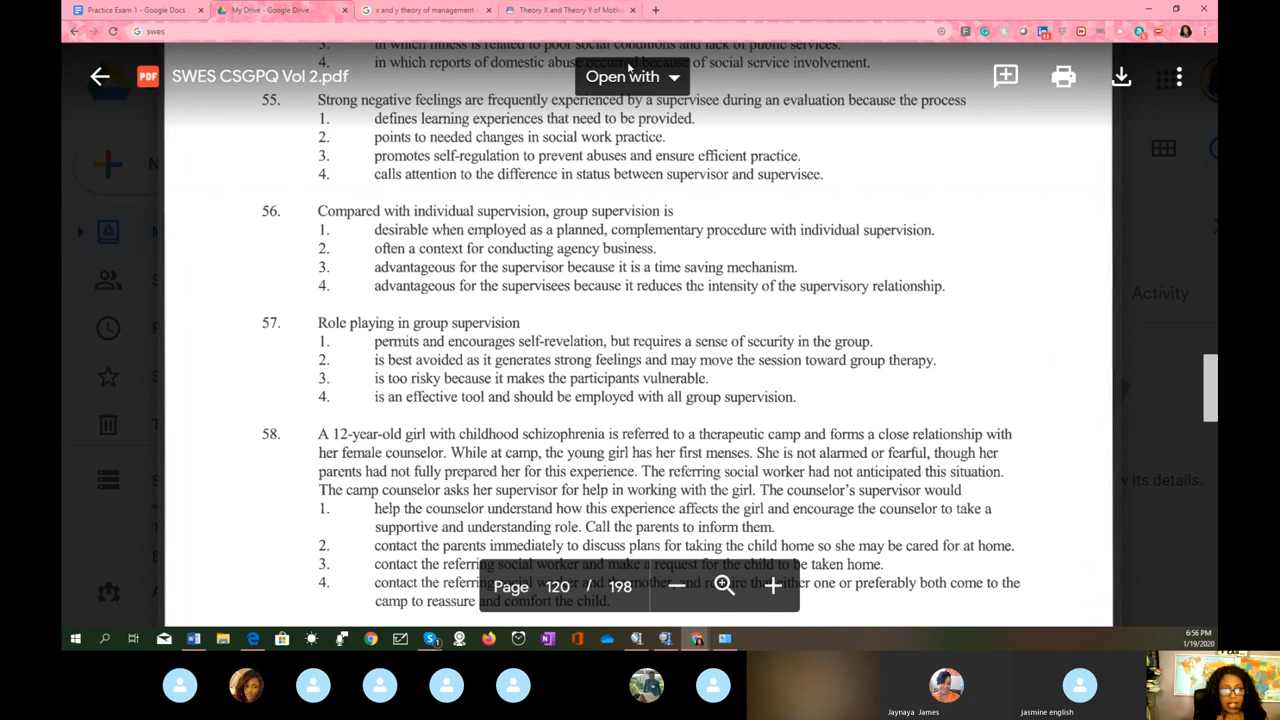 Practice Exam 1 - Google Docs
My Drive - Google Drive
x and y theory of management -
Theory X and Theory Y of Motiv
swes
3. in which illness is related to poor social conditions and lack of public services.
SWES CSGPQ Vol 2.pdf
Open with
4. in which reports of domestic abuse occurred because of social service involvement.
55. Strong negative feelings are frequently experienced by a supervisee during an evaluation because the process
1. defines learning experiences that need to be provided.
2. points to needed changes in social work practice.
3. promotes self-regulation to prevent abuses and ensure efficient practice.
4. calls attention to the difference in status between supervisor and supervisee.
56. Compared with individual supervision, group supervision is
1. desirable when employed as a planned, complementary procedure with individual supervision.
2. often a context for conducting agency business.
3. advantageous for the supervisor because it is a time saving mechanism.
4. advantageous for the supervisees because it reduces the intensity of the supervisory relationship.
Activity
57. Role playing in group supervision
1. permits and encourages self-revelation, but requires a sense of security in the group.
2. is best avoided as it generates strong feelings and may move the session toward group therapy.
3. is too risky because it makes the participants vulnerable.
4. is an effective tool and should be employed with all group supervision.
58. A 12-year-old girl with childhood schizophrenia is referred to a therapeutic camp and forms a close relationship with
her female counselor. While at camp, the young girl has her first menses. She is not alarmed or fearful, though her
parents had not fully prepared her for this experience. The referring social worker had not anticipated this situation.
The camp counselor asks her supervisor for help in working with the girl. The counselor's supervisor would
w its details.
1. help the counselor understand how this experience affects the girl and encourage the counselor to take a
supportive and understanding role. Call the parents to inform them.
2. contact the parents immediately to discuss plans for taking the child home so she may be cared for at home.
3. contact the referring social worker and make a request for the child to be taken home.
4. contact the referring social worker and the mother, and require that either one or preferably both come to the
camp to reassure and comfort the child.
Page 120 / 198
6:56 PM
1/19/2020
Jaynaya James
jasmine english